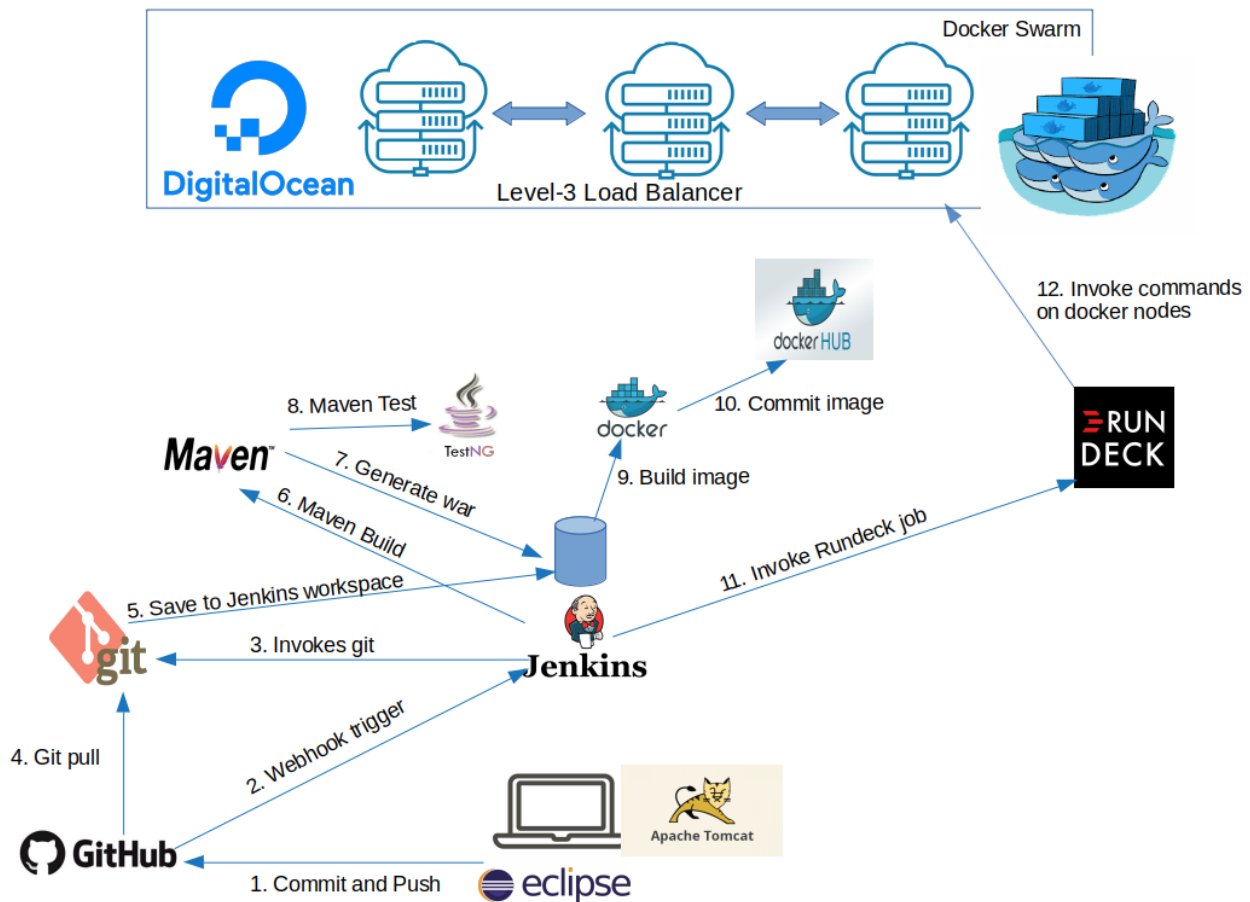 Docker Swarm
DigitalOcean
Level-3 Load Balancer
docker HUB
12. Invoke commands
on docker nodes
8. Maven Test
TestNG
docker
10. Commit image
RUN
DECK
Maven™
7. Generate war
9. Build image
6. Maven Build
11. Invoke Rundeck job
5. Save to Jenkins workspace
git
3. Invokes git
Jenkins
4. Git pull
2. Webhook trigger
Apache Tomcat
GitHub
1. Commit and Push
eclipse